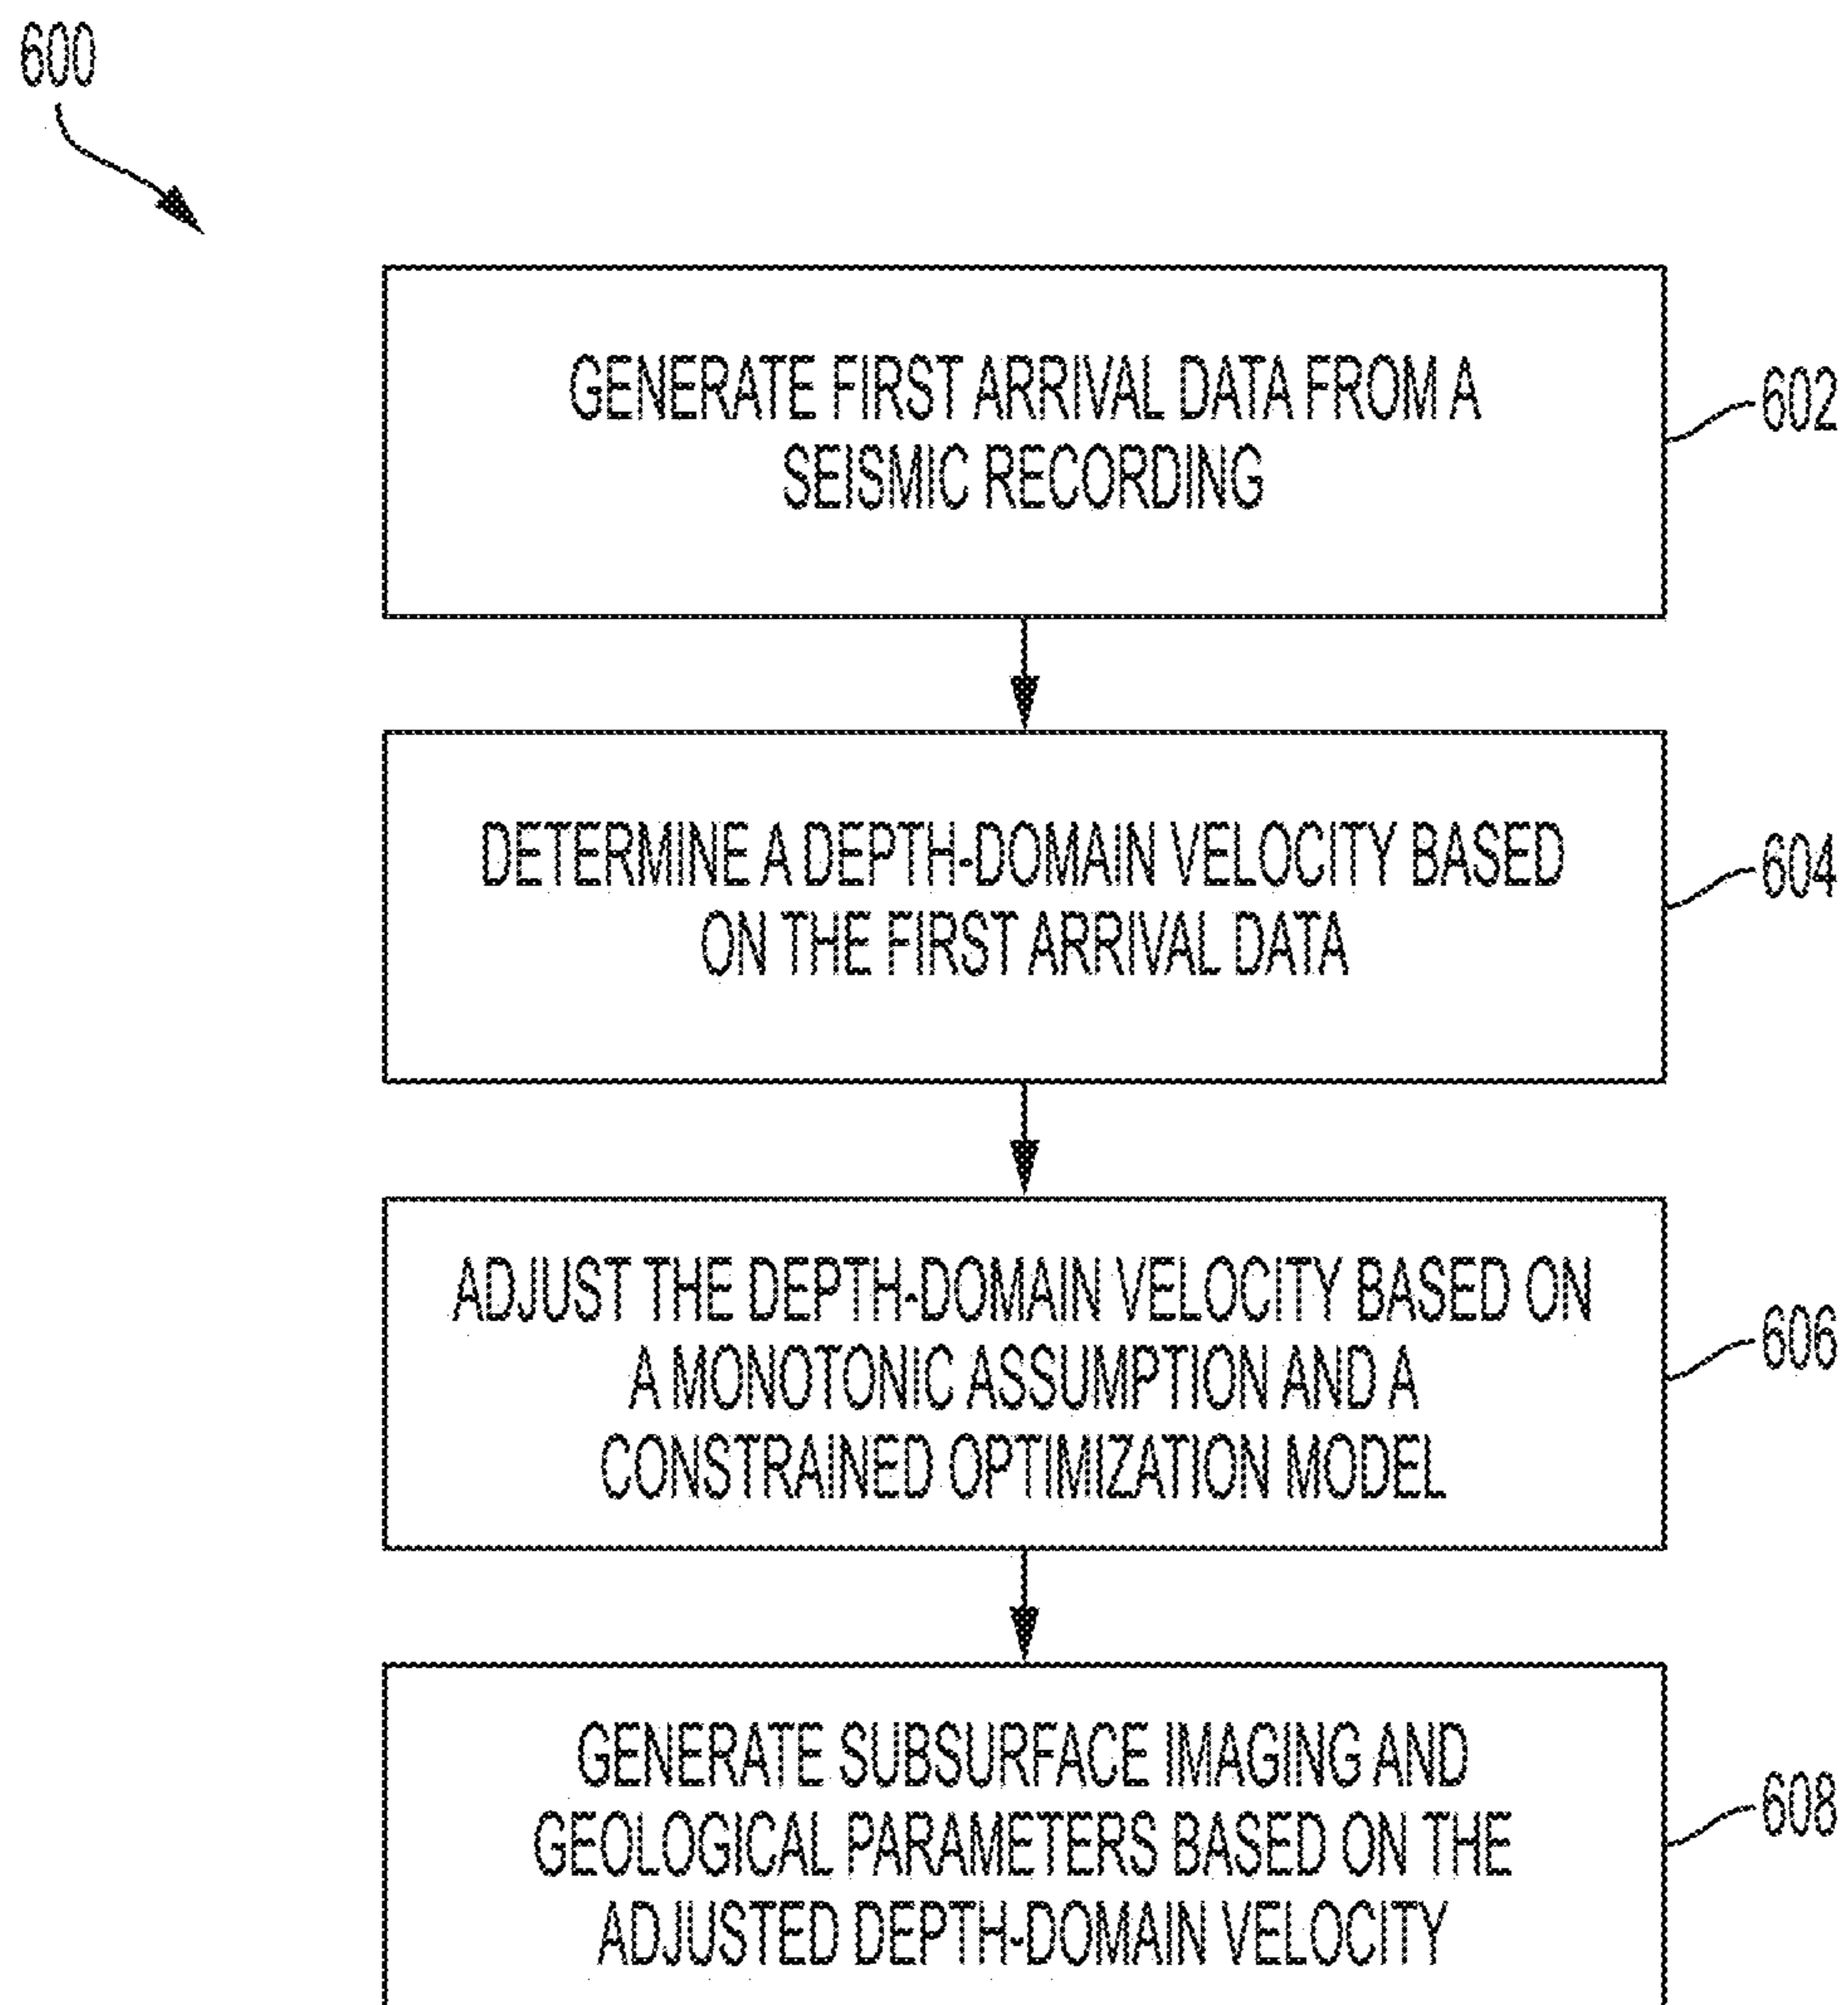 600
GENERATE FIRST ARRIVAL DATA FROM A
SEISMIC RECORDING
602
DETERMINE A DEPTH-DOMAIN VELOCITY BASED
ON THE FIRST ARRIVAL DATA
604
ADJUST THE DEPTH-DOMAIN VELOCITY BASED ON
A MONOTONIC ASSUMPTION AND A
CONSTRAINED OPTIMIZATION MODEL
606
GENERATE SUBSURFACE IMAGING AND
GEOLOGICAL PARAMETERS BASED ON THE
ADJUSTED DEPTH-DOMAIN VELOCITY
608